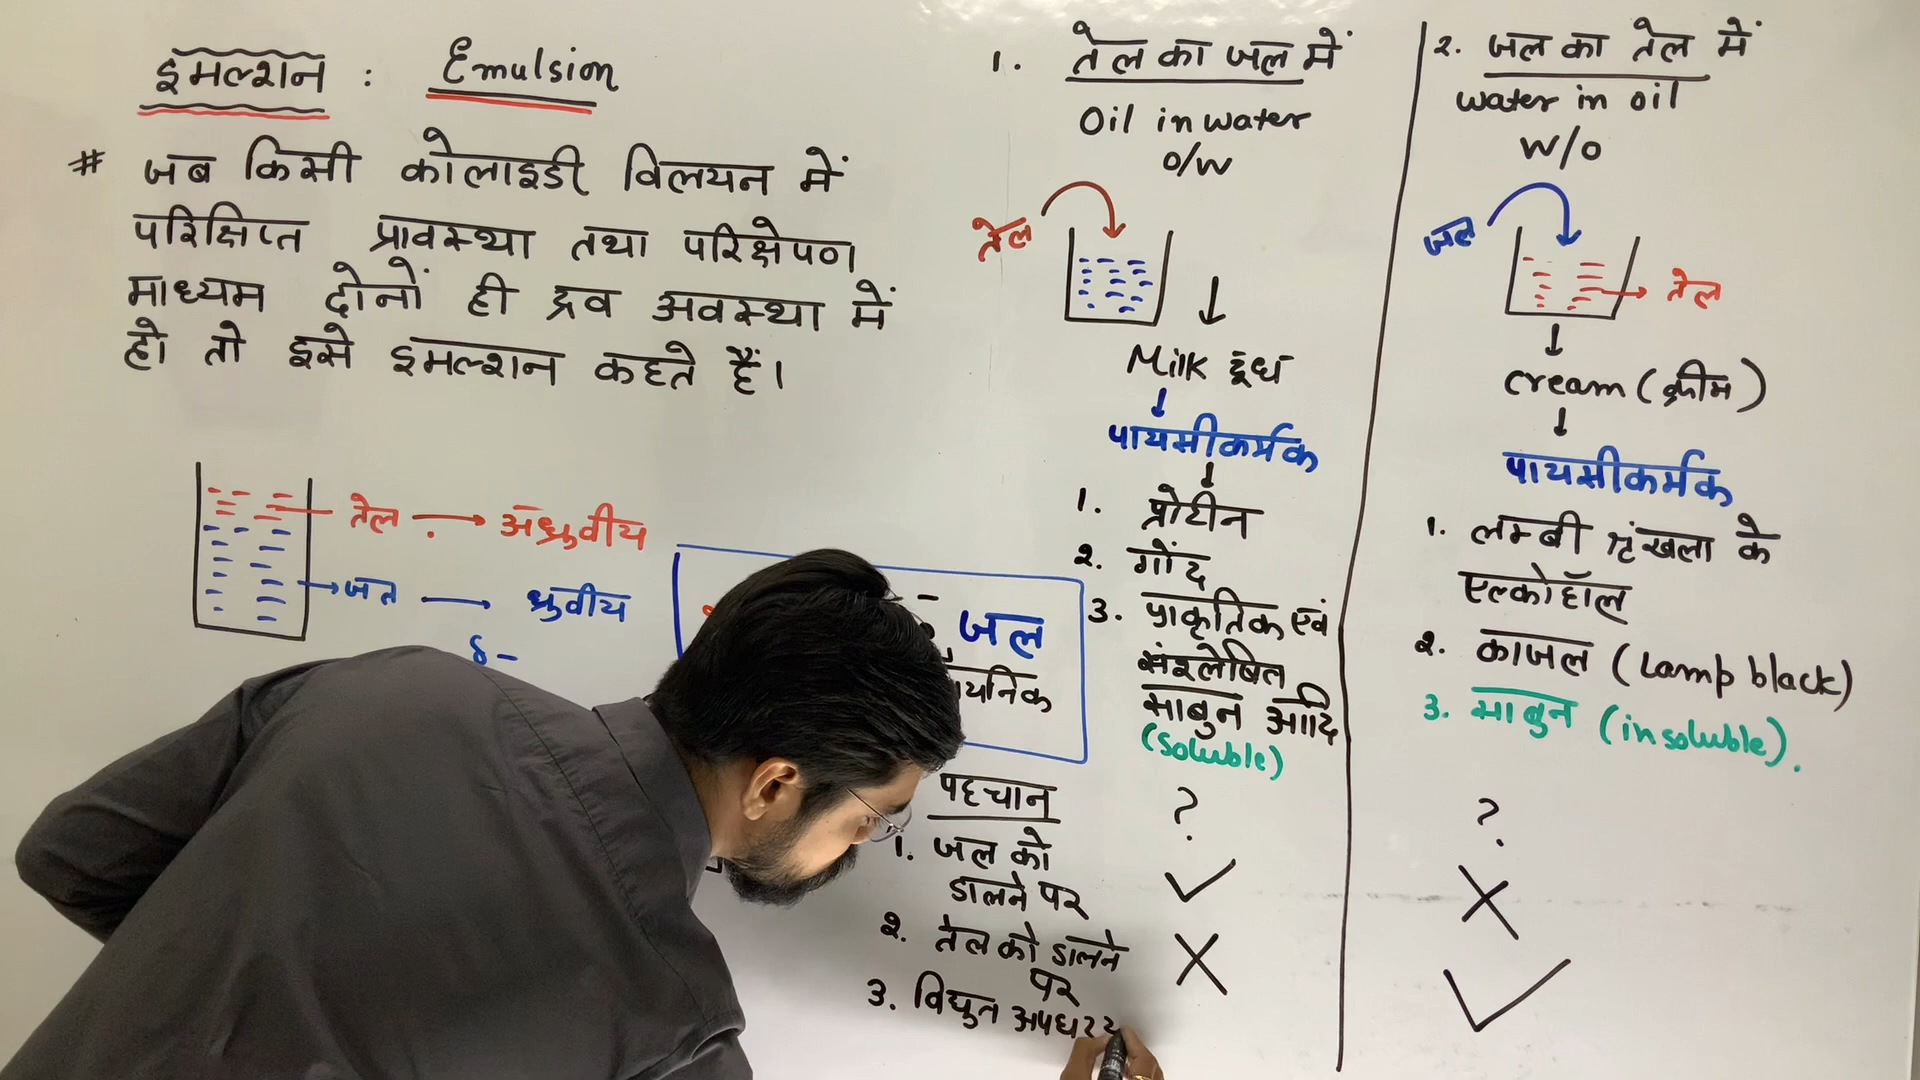 इमल्शन : Emulsion
# जब किसी कोलाइडी विलयन में
परिक्षिप्त प्रावस्था तथा परिक्षेपण
माध्यम दोनों ही द्रव अवस्था में
हो तो इसे इमल्शन कहते हैं।
तेल → अध्रुवीय
जल → ध्रुवीय
δ-
जल
1. तेल का जल में
Oil in water
O/W
तेल
↓
Milk दूध
↓
पायसीकर्मक
↓
1. प्रोटीन
2. गोंद
3. प्राकृतिक एवं
संश्लेषित
साबुन आदि
(soluble)
पहचान ?
1. जल को
डालने पर ✓
2. तेल को डालने
पर ✗
3. विद्युत
2. जल का तेल में
water in oil
W/O
जल
→ तेल
↓
cream (क्रीम)
↓
पायसीकर्मक
1. लम्बी शृंखला के
एल्कोहॉल
2. काजल (Lamp black)
3. साबुन (insoluble).
?
✗
✓